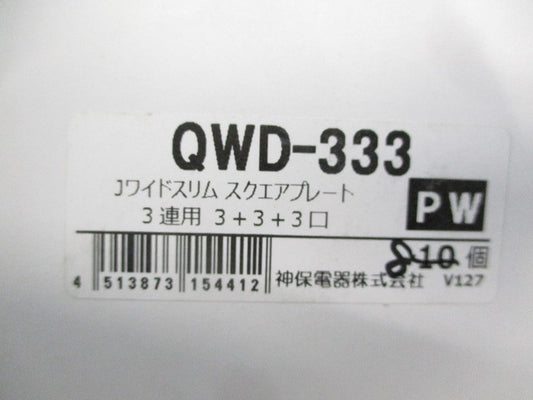 QWD-333
Jワイドスリム スクエアプレート
3連用 3+3+3口
PW
8 10 個
4 513873 154412
神保電器株式会社 V127